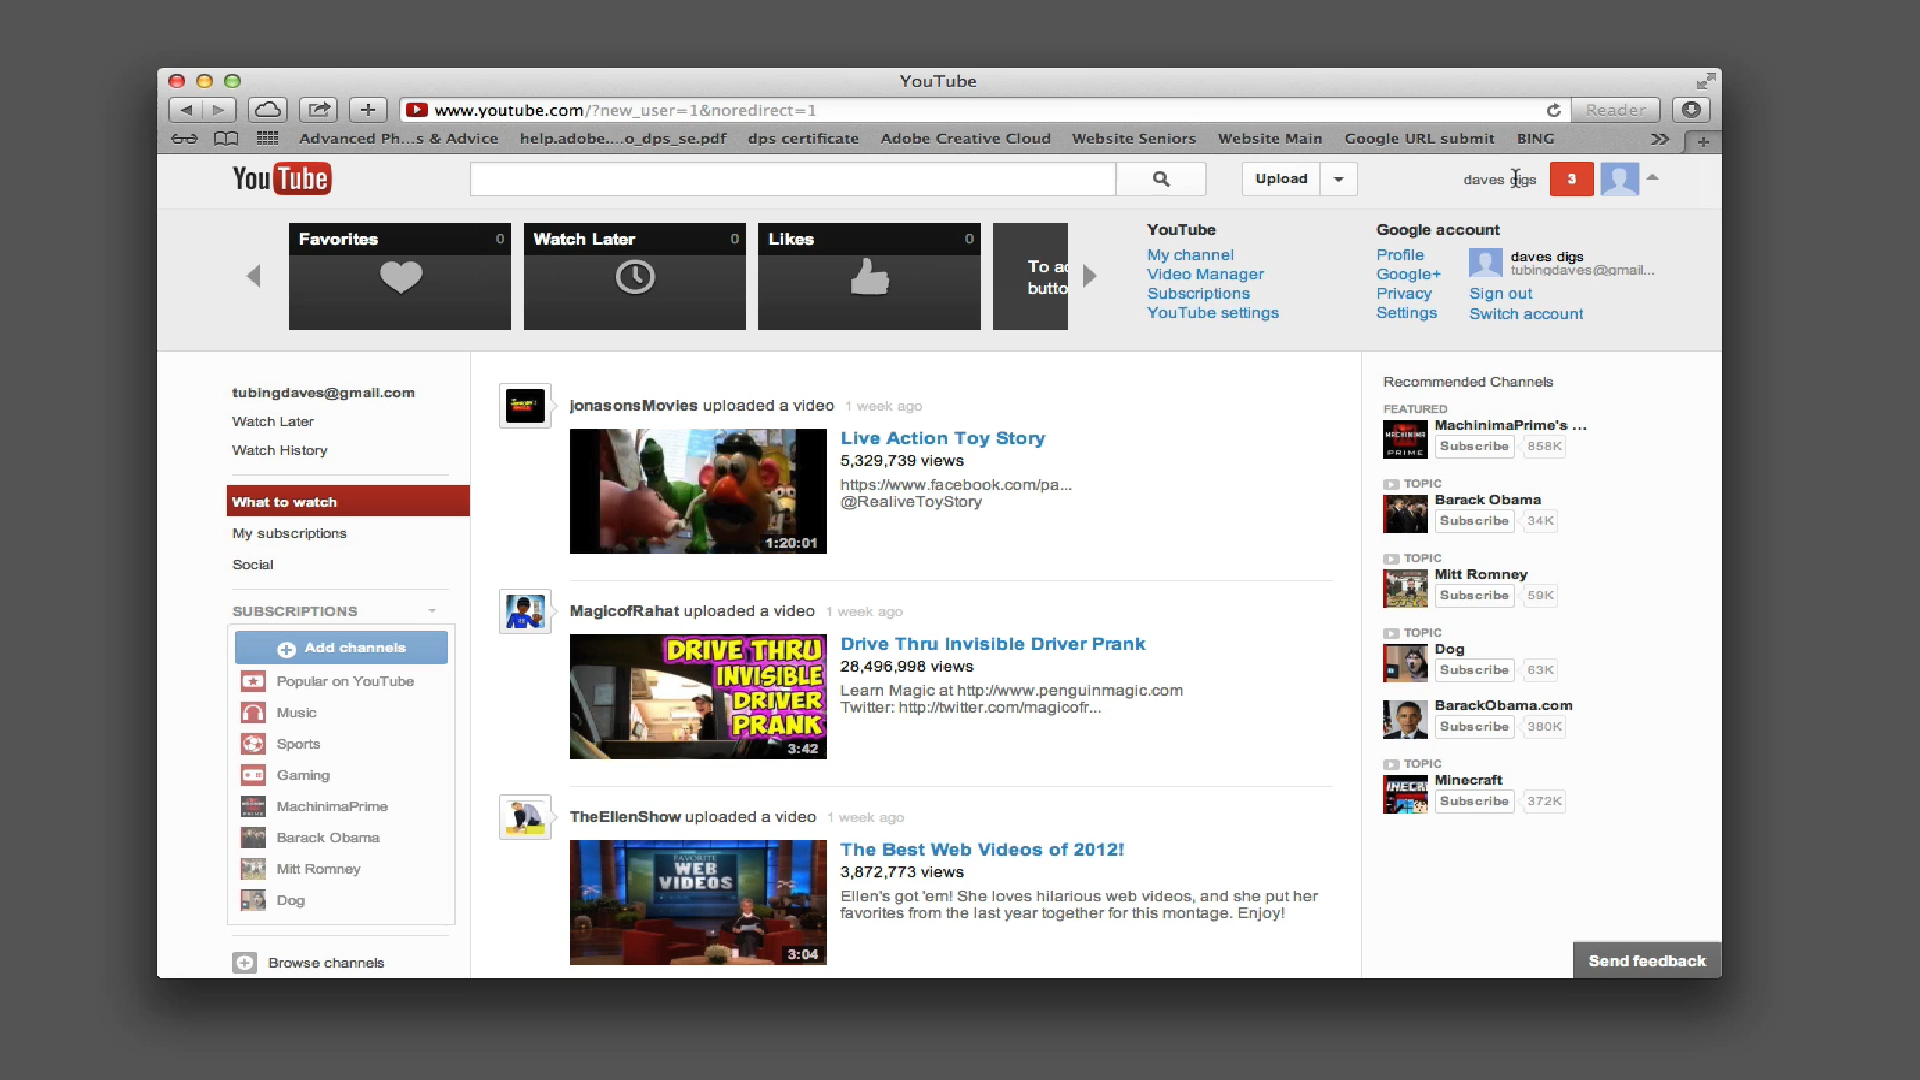 YouTube
www.youtube.com/?new_user=1&noredirect=1
Reader
Advanced Ph...s & Advice help.adobe....o_dps_se.pdf dps certificate Adobe Creative Cloud Website Seniors Website Main Google URL submit BING
YouTube
Upload
daves digs
3
Favorites 0
Watch Later 0
Likes 0
To ac
butto
YouTube
My channel
Video Manager
Subscriptions
YouTube settings
Google account
Profile
Google+
Privacy
Settings
daves digs
tubingdaves@gmail...
Sign out
Switch account
tubingdaves@gmail.com
Watch Later
Watch History
What to watch
My subscriptions
Social
SUBSCRIPTIONS
Add channels
Popular on YouTube
Music
Sports
Gaming
MachinimaPrime
Barack Obama
Mitt Romney
Dog
Browse channels
jonasonsMovies uploaded a video 1 week ago
Live Action Toy Story
5,329,739 views
https://www.facebook.com/pa...
@RealiveToyStory
1:20:01
MagicofRahat uploaded a video 1 week ago
DRIVE THRU
INVISIBLE
DRIVER
PRANK
3:42
Drive Thru Invisible Driver Prank
28,496,998 views
Learn Magic at http://www.penguinmagic.com
Twitter: http://twitter.com/magicofr...
TheEllenShow uploaded a video 1 week ago
FAVORITE
WEB
VIDEOS
3:04
The Best Web Videos of 2012!
3,872,773 views
Ellen's got 'em! She loves hilarious web videos, and she put her
favorites from the last year together for this montage. Enjoy!
Recommended Channels
FEATURED
MACHINIMA
PRIME
MachinimaPrime's ...
Subscribe 858K
TOPIC
Barack Obama
Subscribe 34K
TOPIC
Mitt Romney
Subscribe 59K
TOPIC
Dog
Subscribe 63K
BarackObama.com
Subscribe 380K
TOPIC
Minecraft
Subscribe 372K
Send feedback